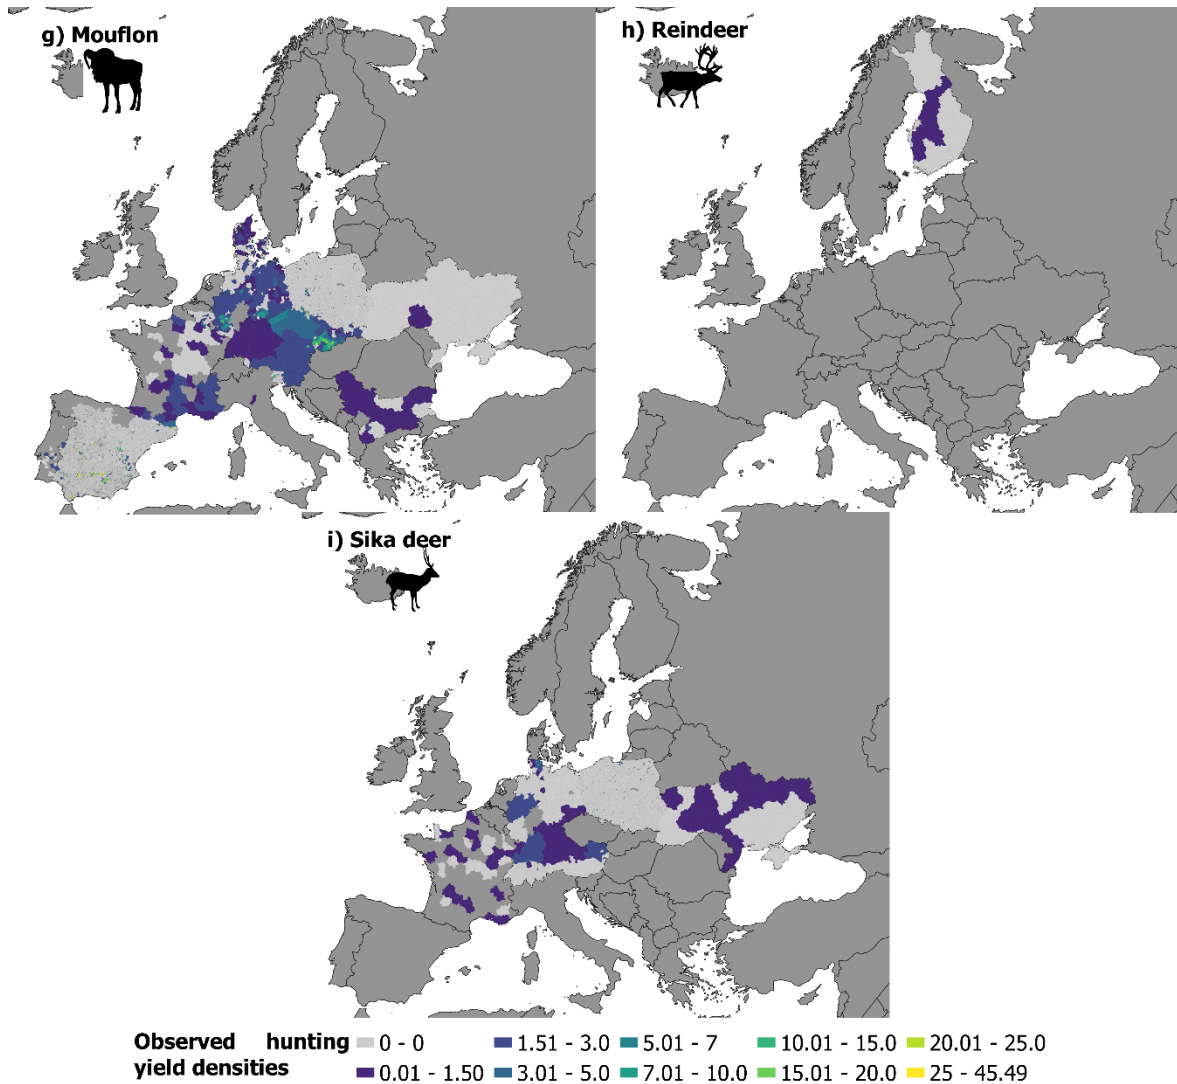 g) Mouflon
h) Reindeer
i) Sika deer
Observed hunting yield densities
0 - 0
0.01 - 1.50
1.51 - 3.0
3.01 - 5.0
5.01 - 7
7.01 - 10.0
10.01 - 15.0
15.01 - 20.0
20.01 - 25.0
25 - 45.49